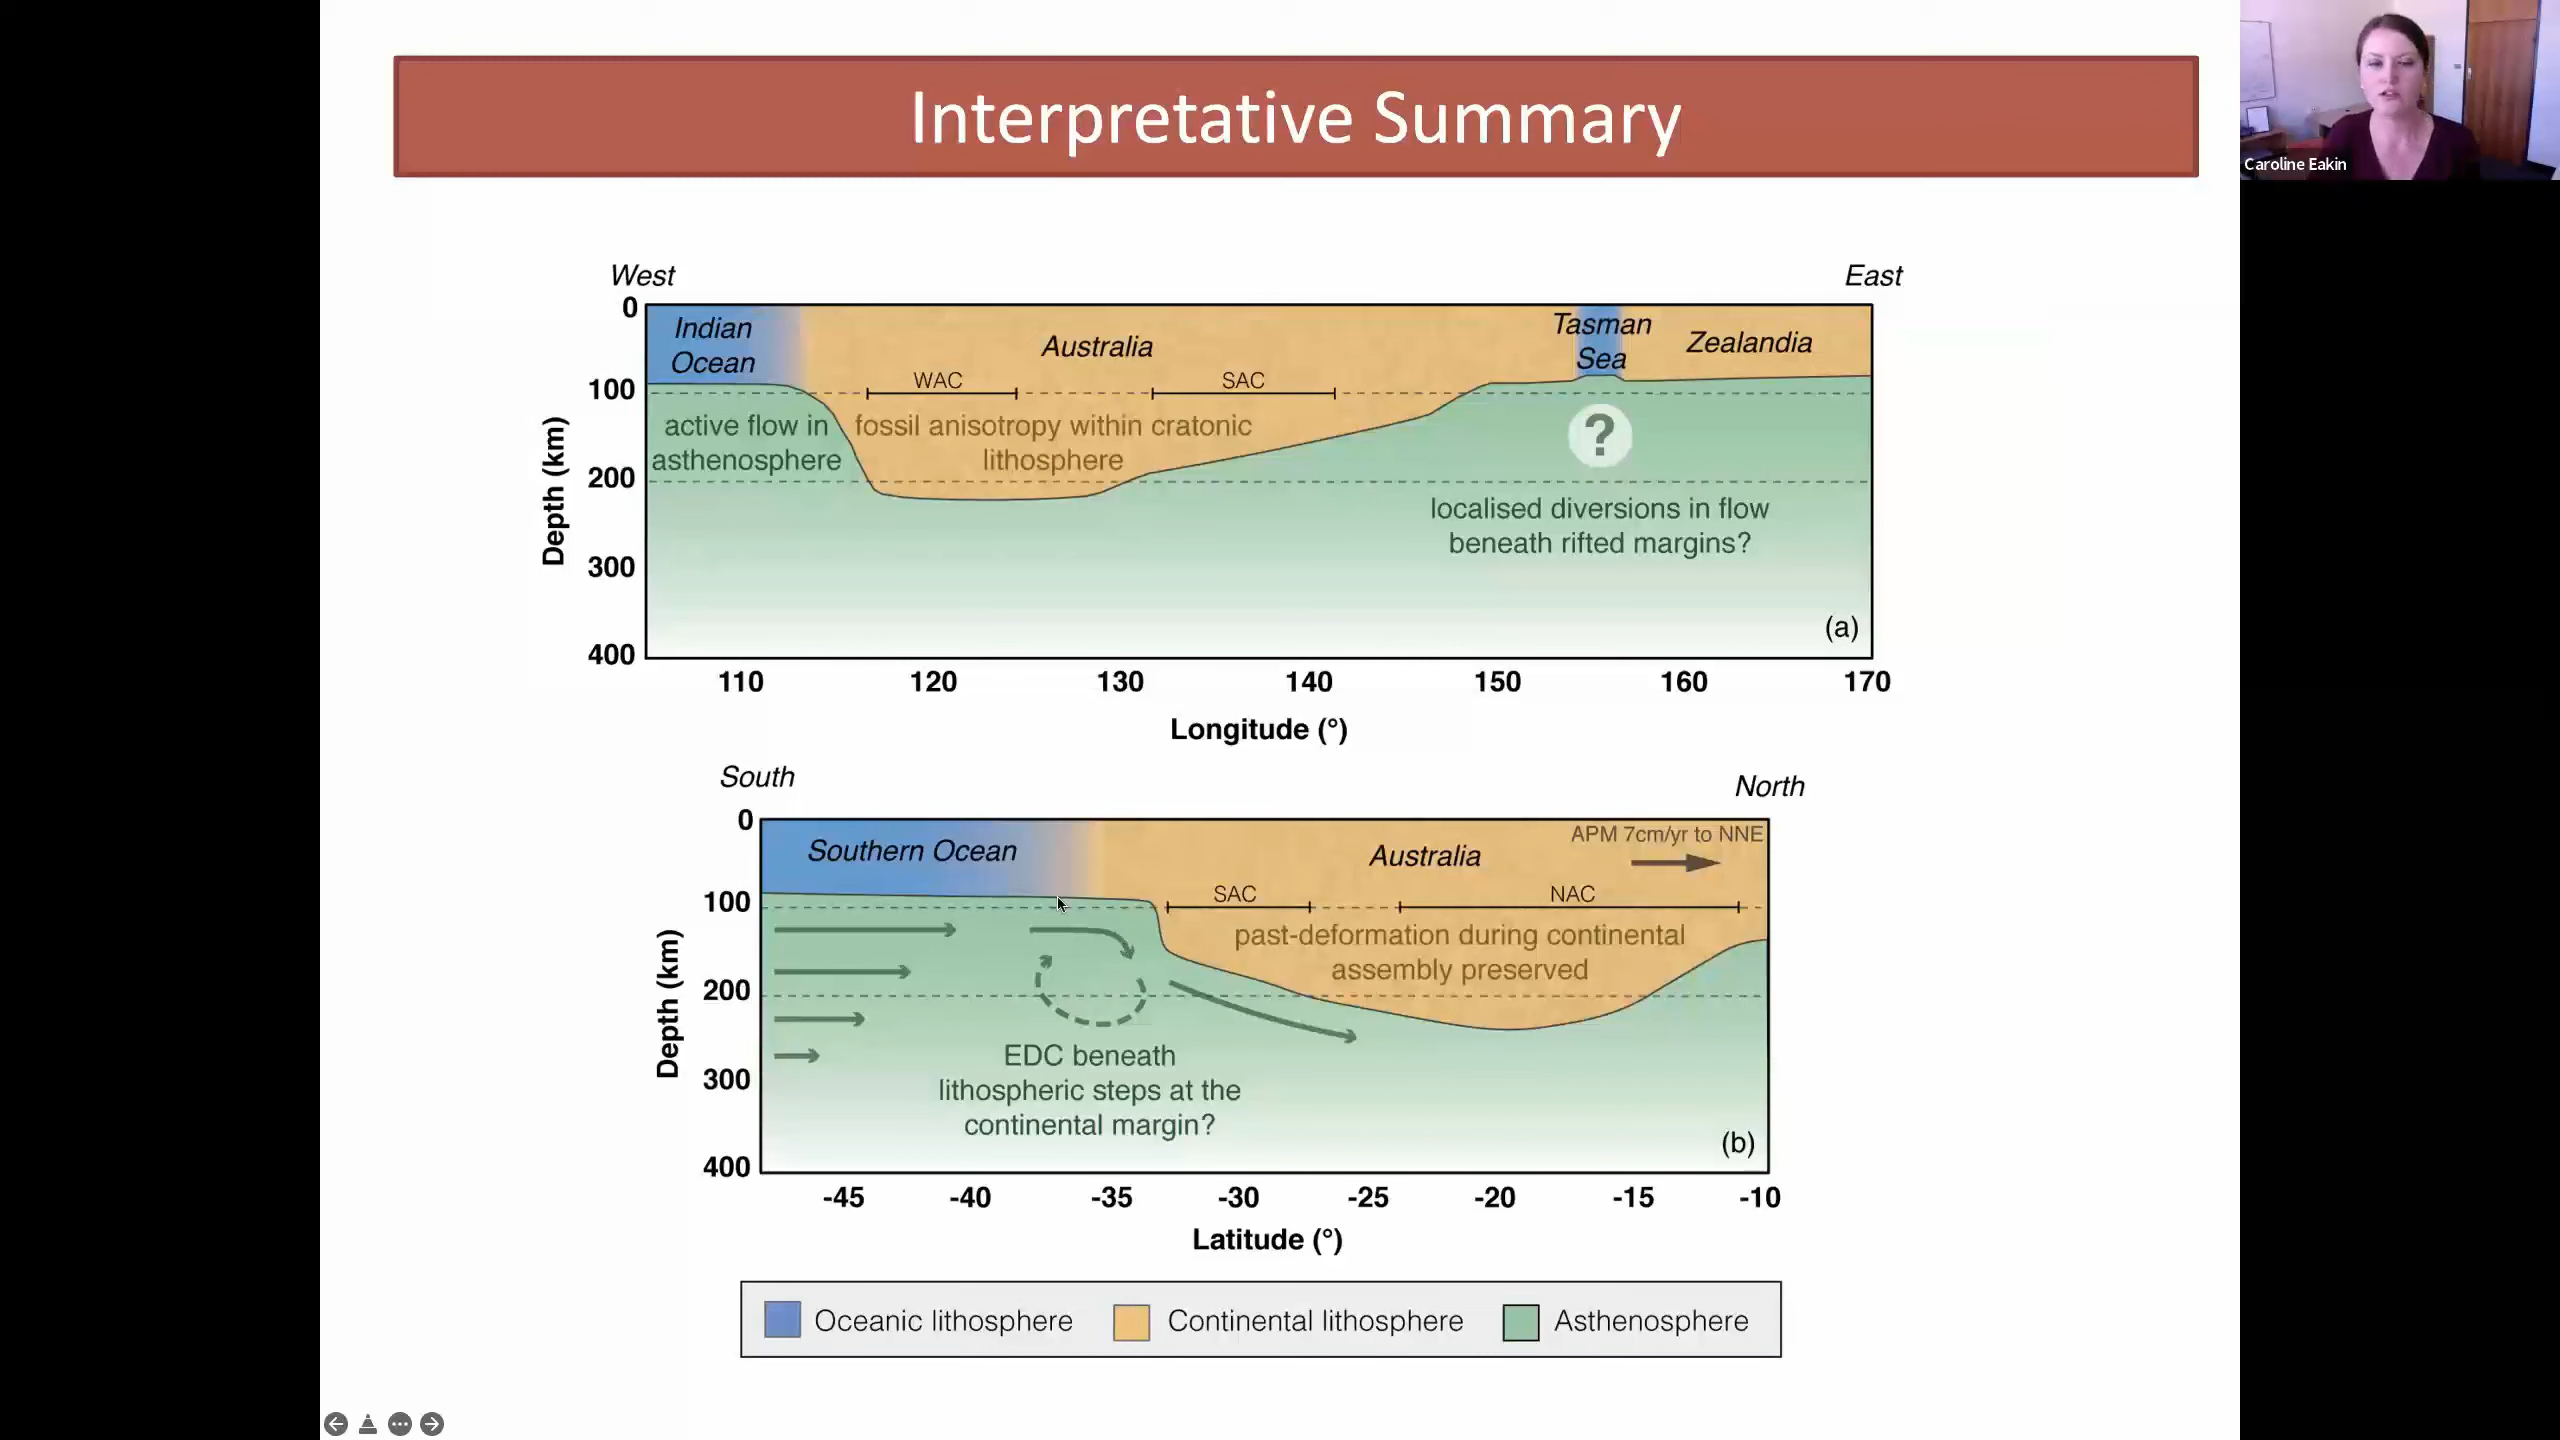 Interpretative Summary
Caroline Eakin
West
East
0
100
200
300
400
Depth (km)
Indian
Ocean
Australia
Tasman
Sea
Zealandia
WAC
SAC
active flow in
asthenosphere
fossil anisotropy within cratonic
lithosphere
?
localised diversions in flow
beneath rifted margins?
(a)
110 120 130 140 150 160 170
Longitude (°)
South
North
0
100
200
300
400
Depth (km)
Southern Ocean
Australia
APM 7cm/yr to NNE
SAC
NAC
past-deformation during continental
assembly preserved
EDC beneath
lithospheric steps at the
continental margin?
(b)
-45 -40 -35 -30 -25 -20 -15 -10
Latitude (°)
Oceanic lithosphere Continental lithosphere Asthenosphere